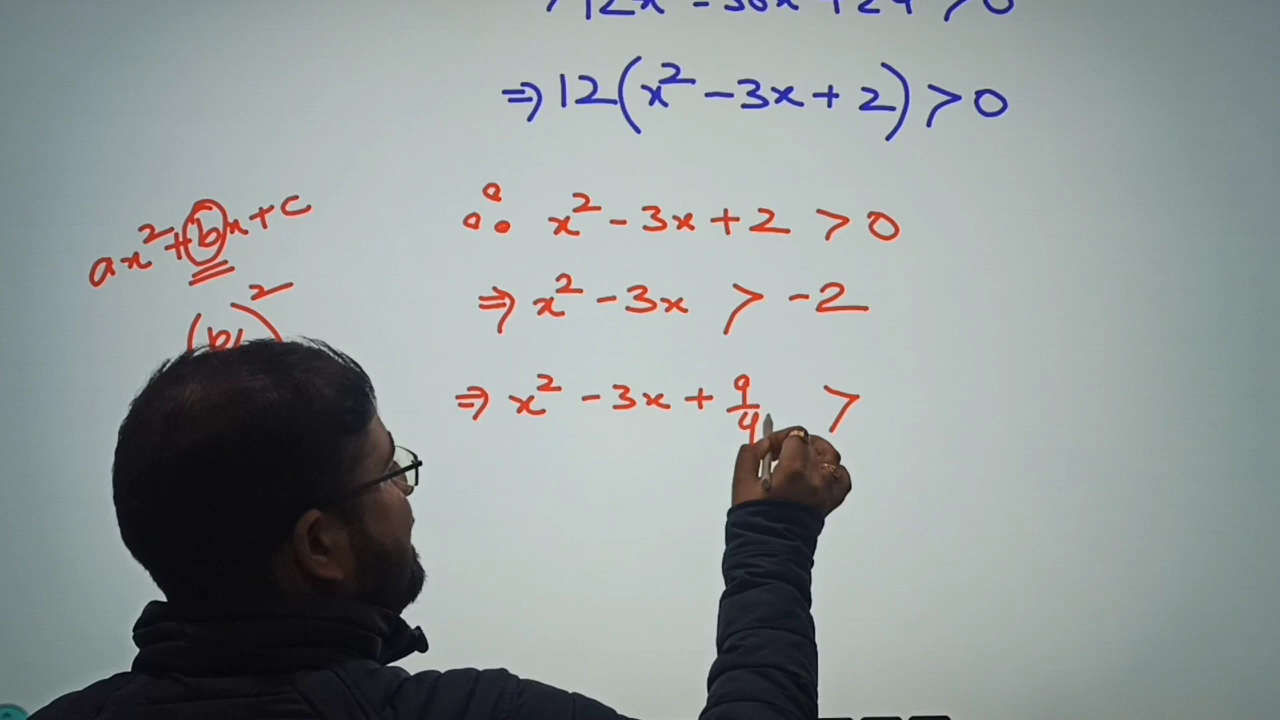 ⇒ 12(x² - 3x + 2) > 0
∴ x² - 3x + 2 > 0
⇒ x² - 3x > -2
⇒ x² - 3x + 9/4 >
ax² + bx + c